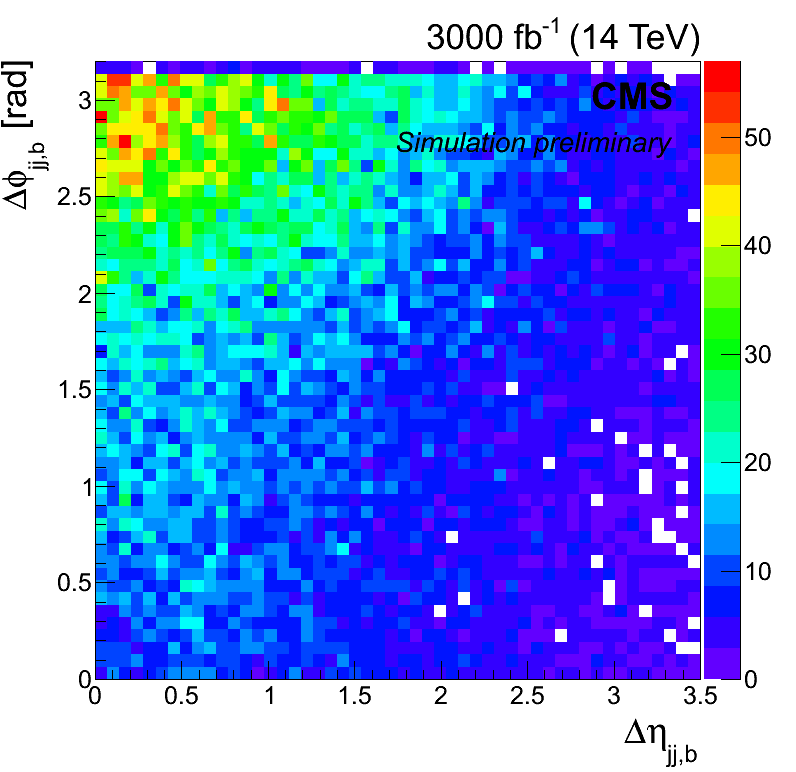 3000 fb⁻¹ (14 TeV)
CMS
Simulation preliminary
Δϕjj,b [rad]
3
2.5
2
1.5
1
0.5
0
0 0.5 1 1.5 2 2.5 3 3.5
Δηjj,b
50
40
30
20
10
0